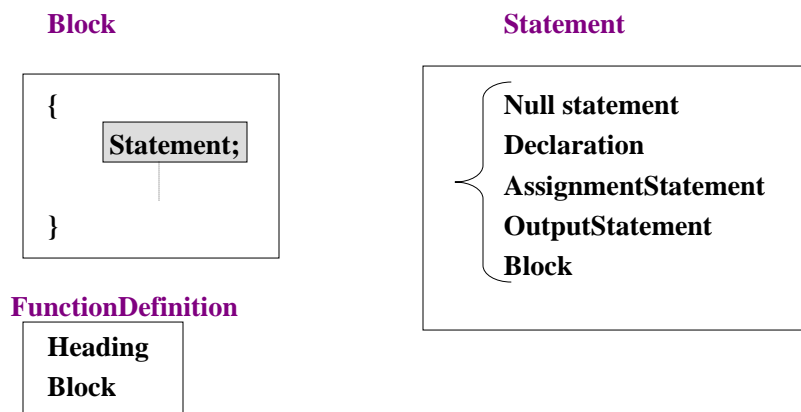 Block
{
Statement;
}
FunctionDefinition
Heading
Block
Statement
Null statement
Declaration
AssignmentStatement
OutputStatement
Block